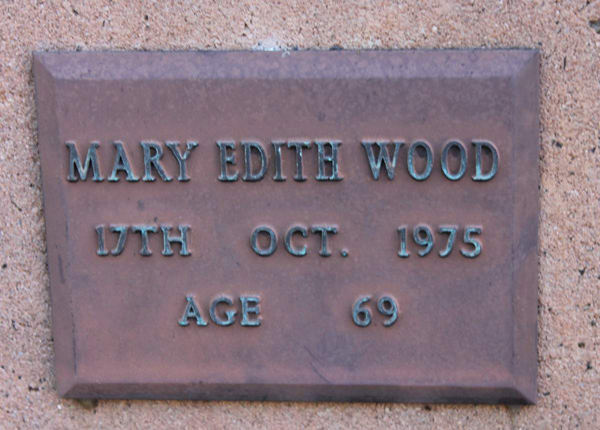 MARY EDITH WOOD
17TH OCT. 1975
AGE 69